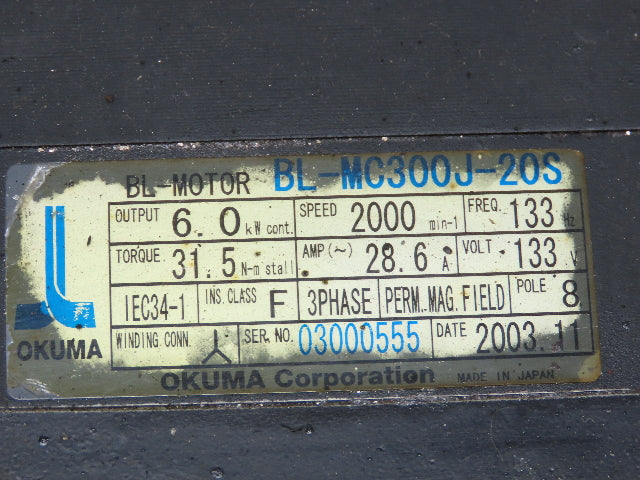 BL-MOTOR BL-MC300J-20S
OUTPUT 6.0 kW cont. SPEED 2000 min-1 FREQ. 133 Hz
TORQUE 31.5 N-m stall AMP(~) 28.6 A VOLT 133 V
IEC34-1 INS.CLASS F 3PHASE PERM.MAG.FIELD POLE 8
WINDING CONN. SER.NO. 03000555 DATE 2003.11
OKUMA
OKUMA Corporation MADE IN JAPAN